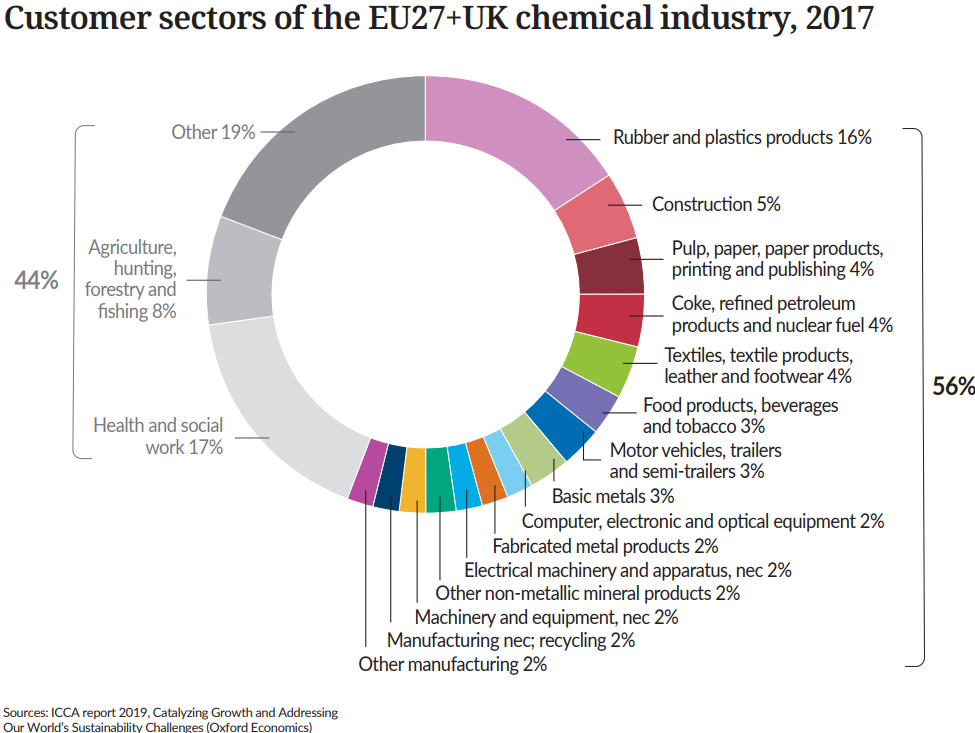 Customer sectors of the EU27+UK chemical industry, 2017
Other 19%
Rubber and plastics products 16%
Construction 5%
Pulp, paper, paper products,
printing and publishing 4%
Agriculture,
hunting,
forestry and
fishing 8%
44%
Coke, refined petroleum
products and nuclear fuel 4%
Textiles, textile products,
leather and footwear 4%
56%
Food products, beverages
and tobacco 3%
Health and social
work 17%
Motor vehicles, trailers
and semi-trailers 3%
Basic metals 3%
Computer, electronic and optical equipment 2%
Fabricated metal products 2%
Electrical machinery and apparatus, nec 2%
Other non-metallic mineral products 2%
Machinery and equipment, nec 2%
Manufacturing nec; recycling 2%
Other manufacturing 2%
Sources: ICCA report 2019, Catalyzing Growth and Addressing
Our World's Sustainability Challenges (Oxford Economics)